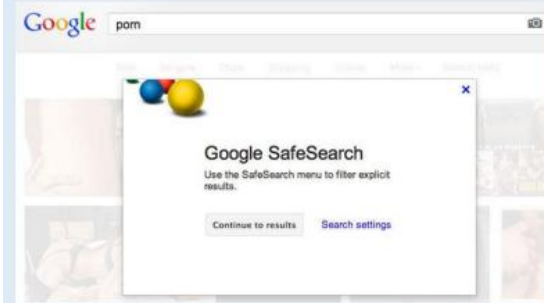 Google porn
Google SafeSearch
Use the SafeSearch menu to filter explicit
results.
Continue to results Search settings